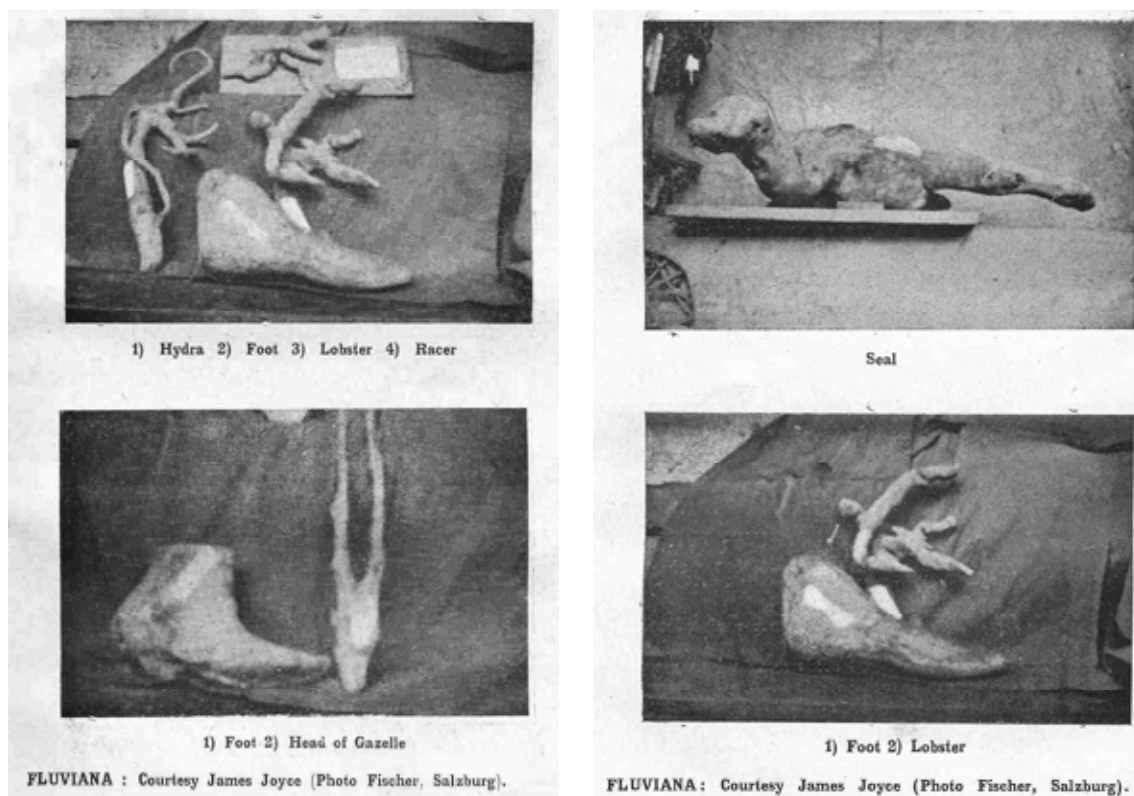 1) Hydra 2) Foot 3) Lobster 4) Racer
1) Foot 2) Head of Gazelle
FLUVIANA : Courtesy James Joyce (Photo Fischer, Salzburg).
Seal
1) Foot 2) Lobster
FLUVIANA : Courtesy James Joyce (Photo Fischer, Salzburg).